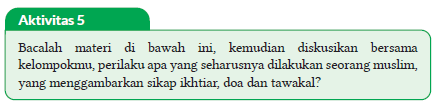 Aktivitas 5
Bacalah materi di bawah ini, kemudian diskusikan bersama
kelompokmu, perilaku apa yang seharusnya dilakukan seorang muslim,
yang menggambarkan sikap ikhtiar, doa dan tawakal?